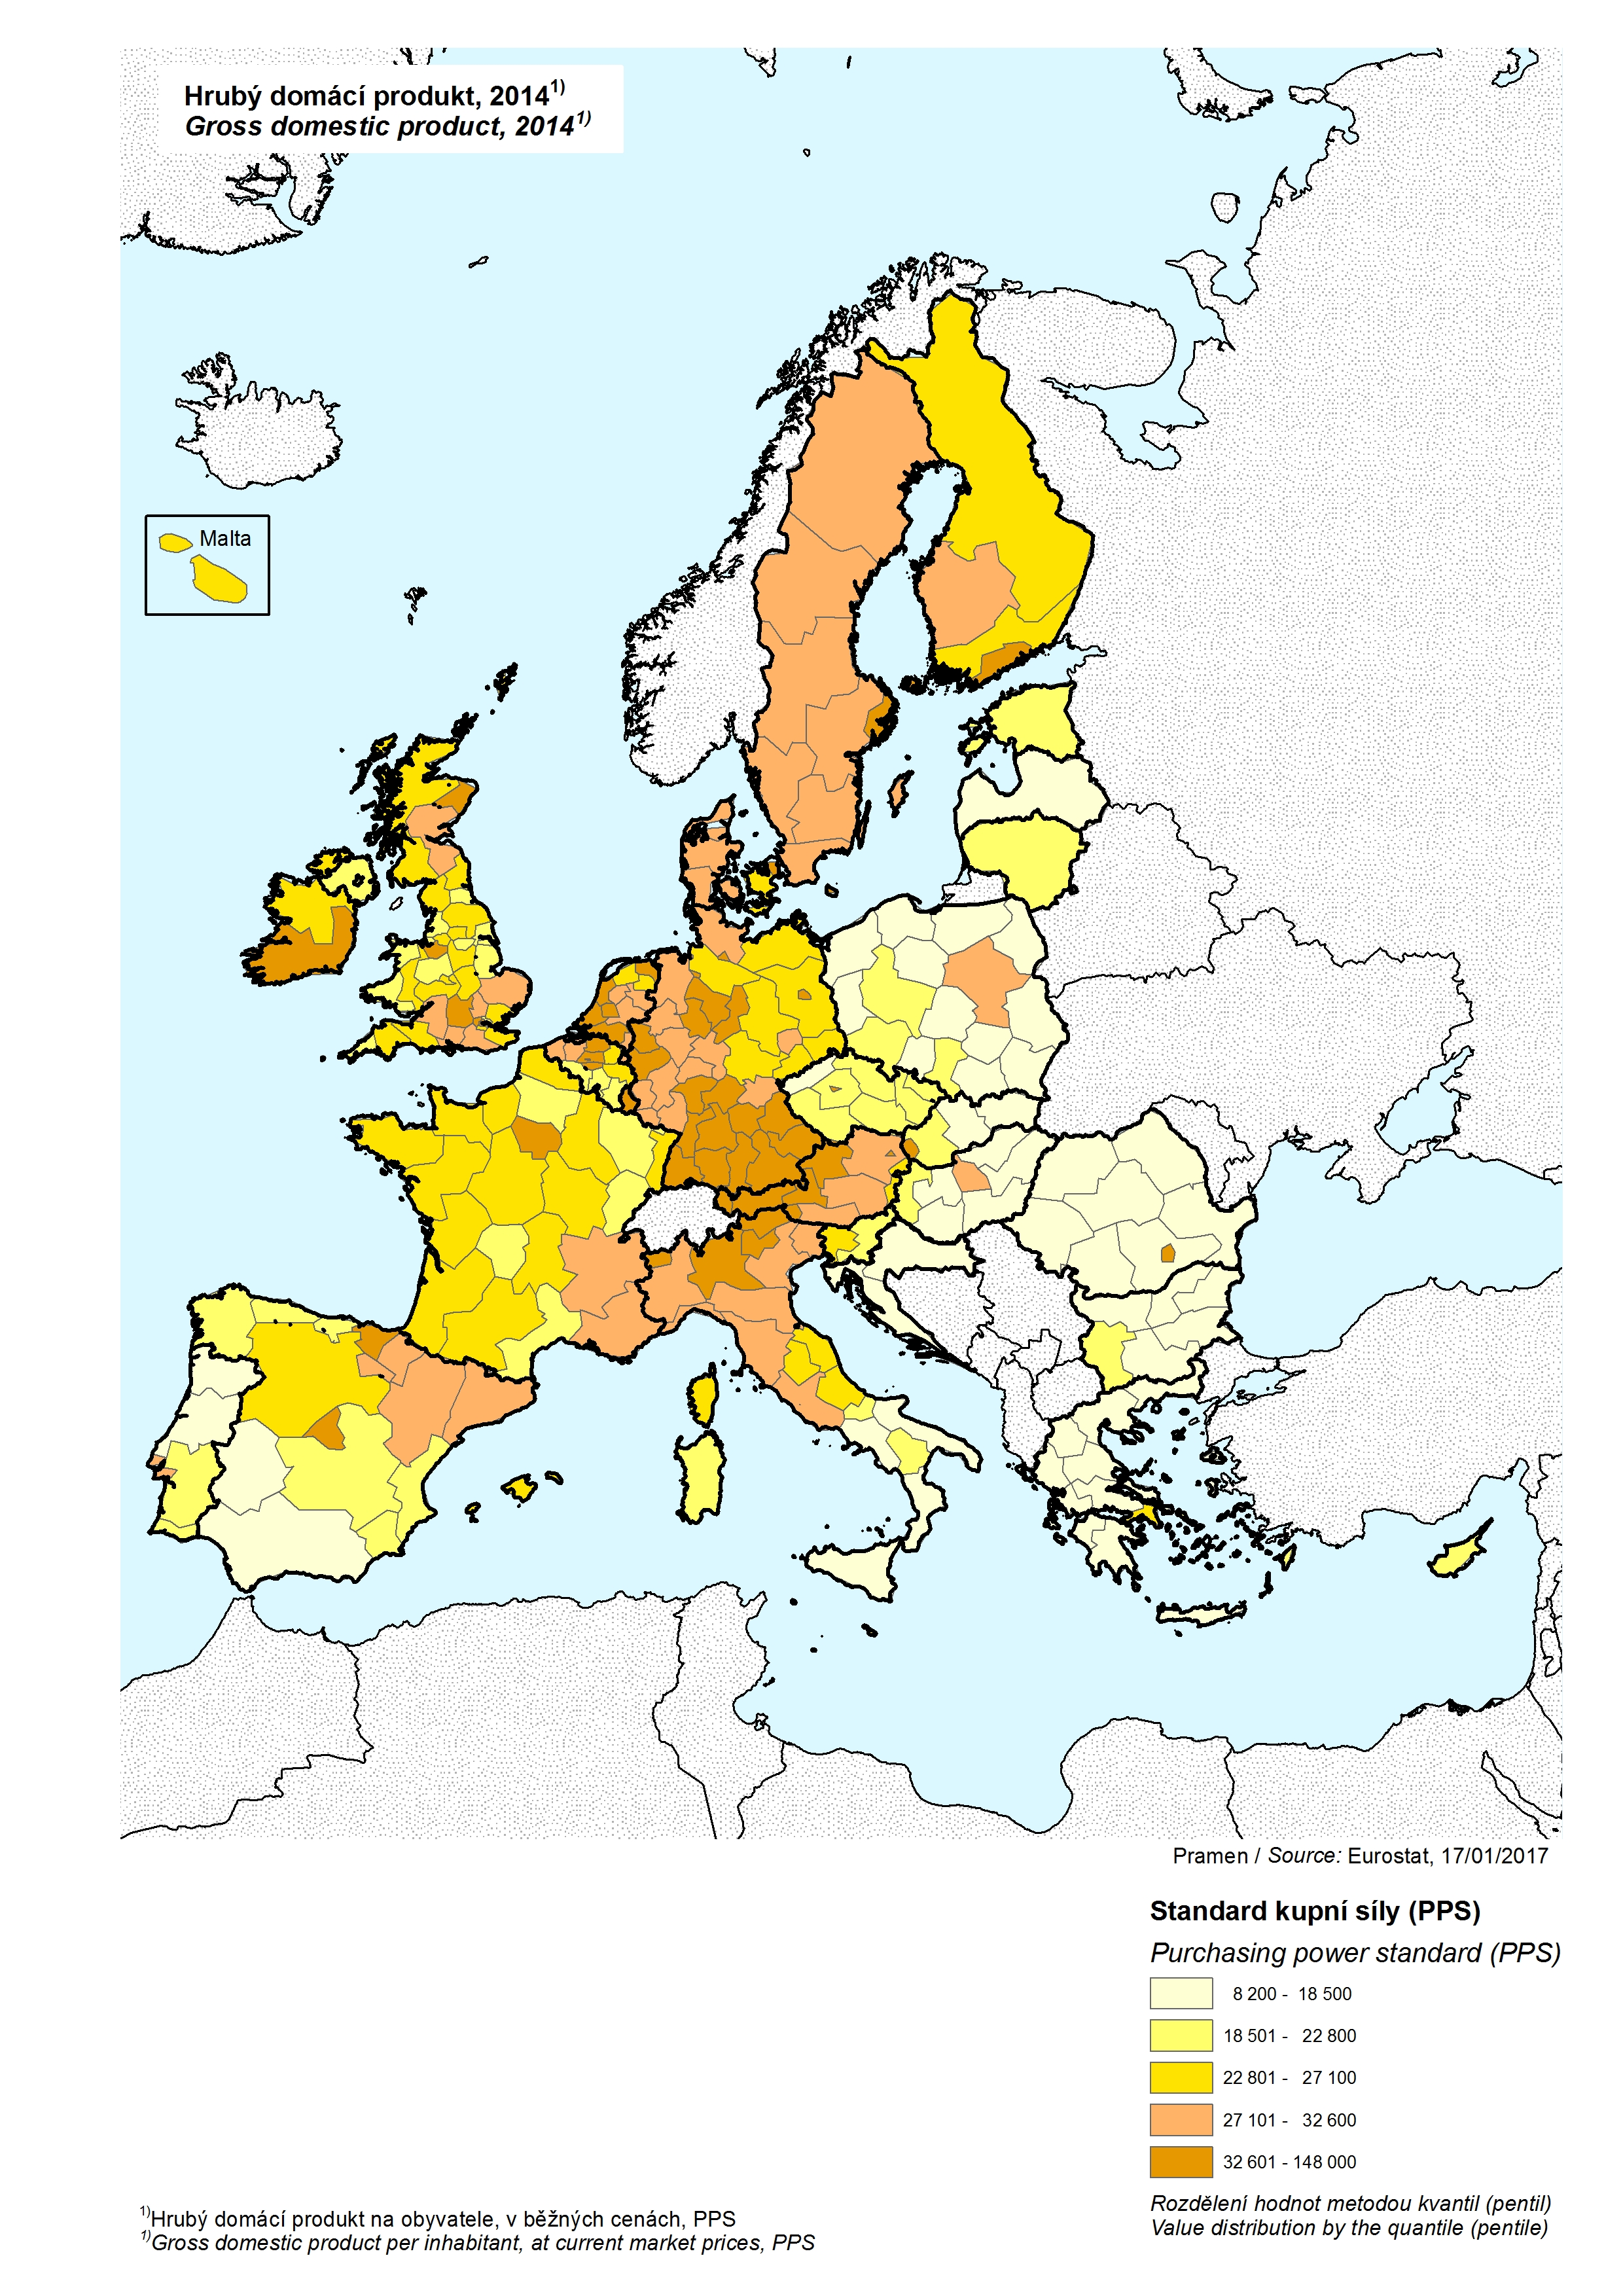 Hrubý domácí produkt, 2014¹⁾
Gross domestic product, 2014¹⁾
Malta
Pramen / Source: Eurostat, 17/01/2017
Standard kupní síly (PPS)
Purchasing power standard (PPS)
8 200 - 18 500
18 501 - 22 800
22 801 - 27 100
27 101 - 32 600
32 601 - 148 000
Rozdělení hodnot metodou kvantil (pentil)
Value distribution by the quantile (pentile)
¹⁾Hrubý domácí produkt na obyvatele, v běžných cenách, PPS
¹⁾Gross domestic product per inhabitant, at current market prices, PPS